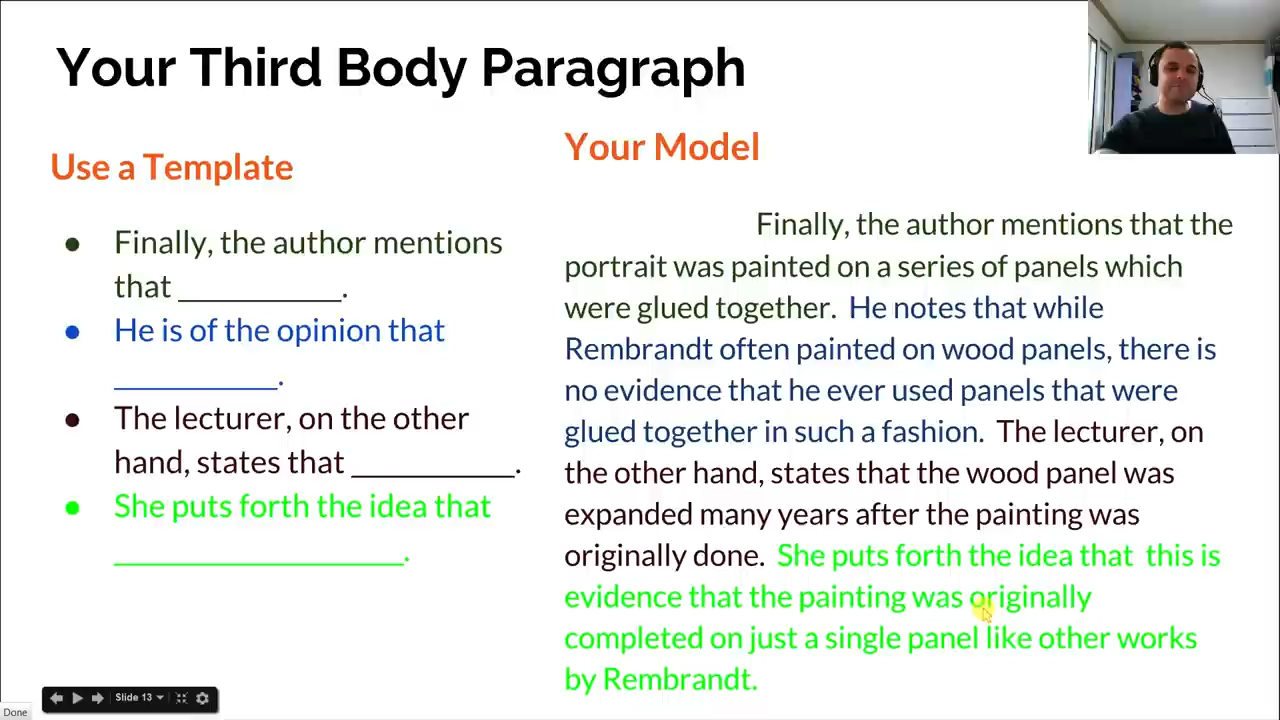 Your Third Body Paragraph
Use a Template
● Finally, the author mentions
that ___________.
● He is of the opinion that
___________.
● The lecturer, on the other
hand, states that ___________.
● She puts forth the idea that
____________________.
Your Model
Finally, the author mentions that the
portrait was painted on a series of panels which
were glued together. He notes that while
Rembrandt often painted on wood panels, there is
no evidence that he ever used panels that were
glued together in such a fashion. The lecturer, on
the other hand, states that the wood panel was
expanded many years after the painting was
originally done. She puts forth the idea that this is
evidence that the painting was originally
completed on just a single panel like other works
by Rembrandt.
Slide 13
Done